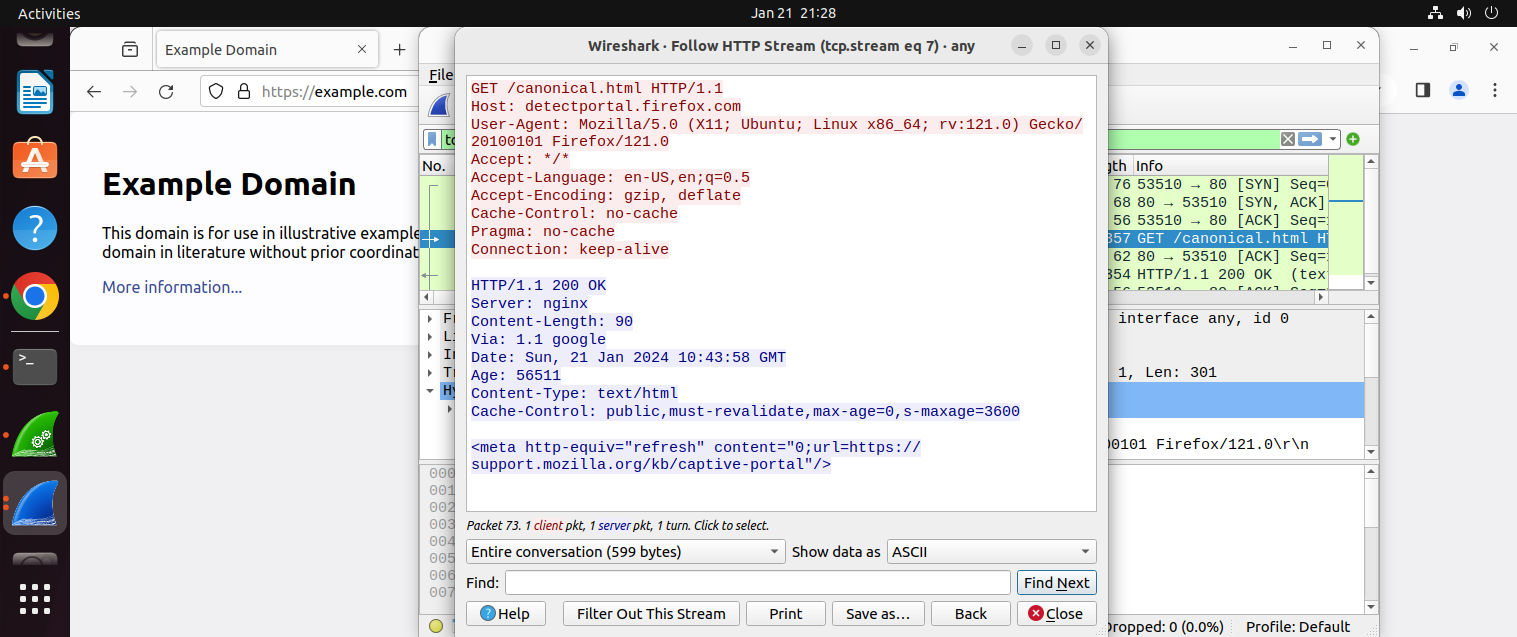 Activities
Jan 21 21:28
Example Domain
https://example.com
Example Domain
This domain is for use in illustrative example
domain in literature without prior coordinat
More information...
File
Wireshark · Follow HTTP Stream (tcp.stream eq 7) · any
GET /canonical.html HTTP/1.1
Host: detectportal.firefox.com
User-Agent: Mozilla/5.0 (X11; Ubuntu; Linux x86_64; rv:121.0) Gecko/
20100101 Firefox/121.0
Accept: */*
Accept-Language: en-US,en;q=0.5
Accept-Encoding: gzip, deflate
Cache-Control: no-cache
Pragma: no-cache
Connection: keep-alive
HTTP/1.1 200 OK
Server: nginx
Content-Length: 90
Via: 1.1 google
Date: Sun, 21 Jan 2024 10:43:58 GMT
Age: 56511
Content-Type: text/html
Cache-Control: public,must-revalidate,max-age=0,s-maxage=3600
<meta http-equiv="refresh" content="0;url=https://
support.mozilla.org/kb/captive-portal"/>
Packet 73. 1 client pkt, 1 server pkt, 1 turn. Click to select.
Entire conversation (599 bytes)
Show data as
ASCII
Find:
Find Next
Help
Filter Out This Stream
Print
Save as…
Back
Close
No.
gth Info
76 53510 → 80 [SYN] Seq=
68 80 → 53510 [SYN, ACK]
56 53510 → 80 [ACK] Seq=
357 GET /canonical.html H
62 80 → 53510 [ACK] Seq=
354 HTTP/1.1 200 OK (tex
interface any, id 0
1, Len: 301
00101 Firefox/121.0\r\n
000
001
002
003
004
005
006
007
Dropped: 0 (0.0%)
Profile: Default